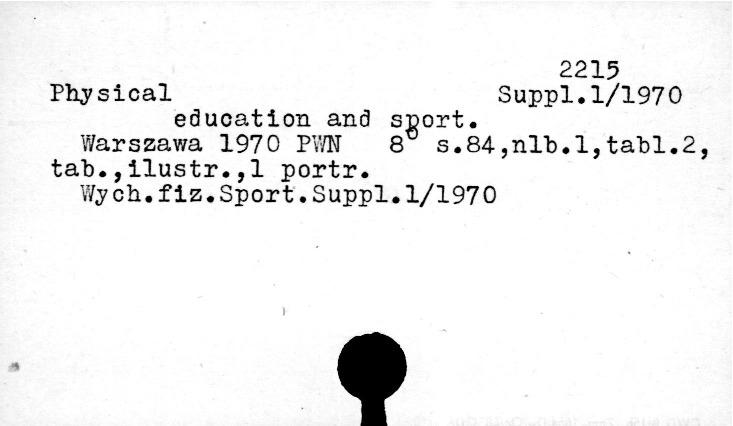 2215
Physical Suppl.1/1970
education and sport.
Warszawa 1970 PWN 8° s.84,nlb.1,tabl.2,
tab.,ilustr.,1 portr.
Wych.fiz.Sport.Suppl.1/1970